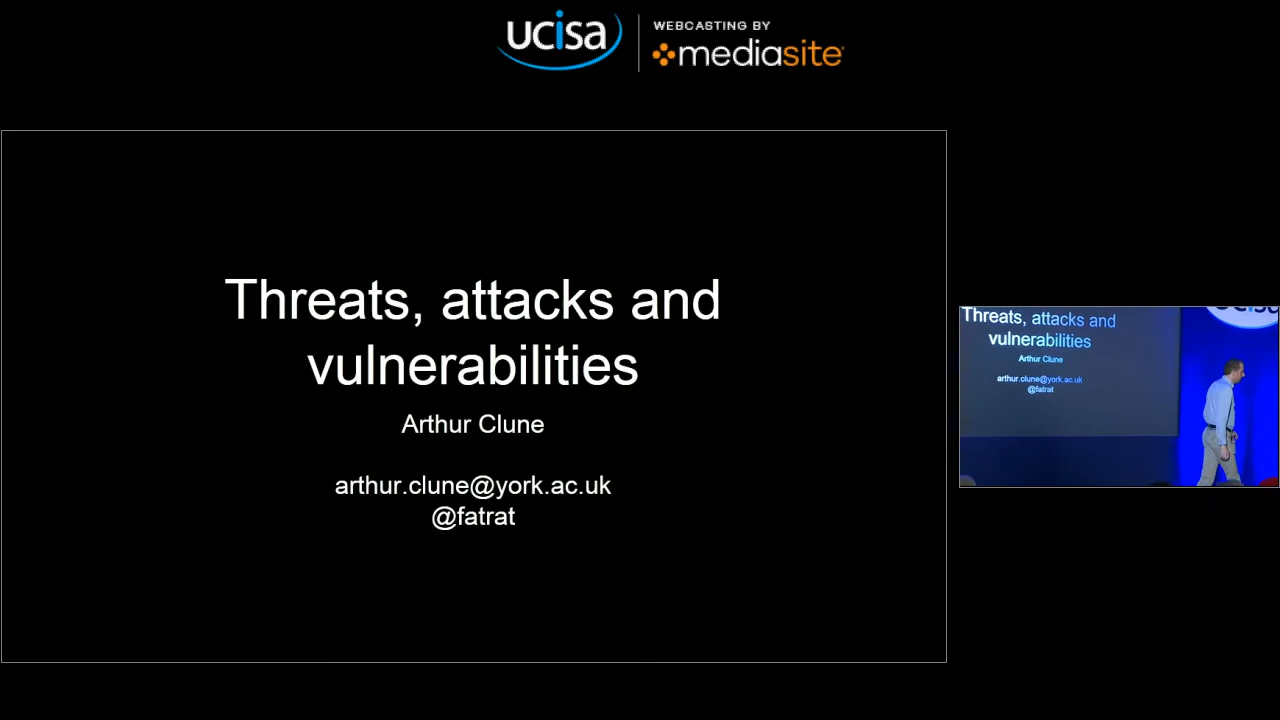 ucisa
WEBCASTING BY
mediasite
Threats, attacks and
vulnerabilities
Arthur Clune
arthur.clune@york.ac.uk
@fatrat
Threats, attacks and
vulnerabilities
Arthur Clune
arthur.clune@york.ac.uk
@fatrat
ucisa